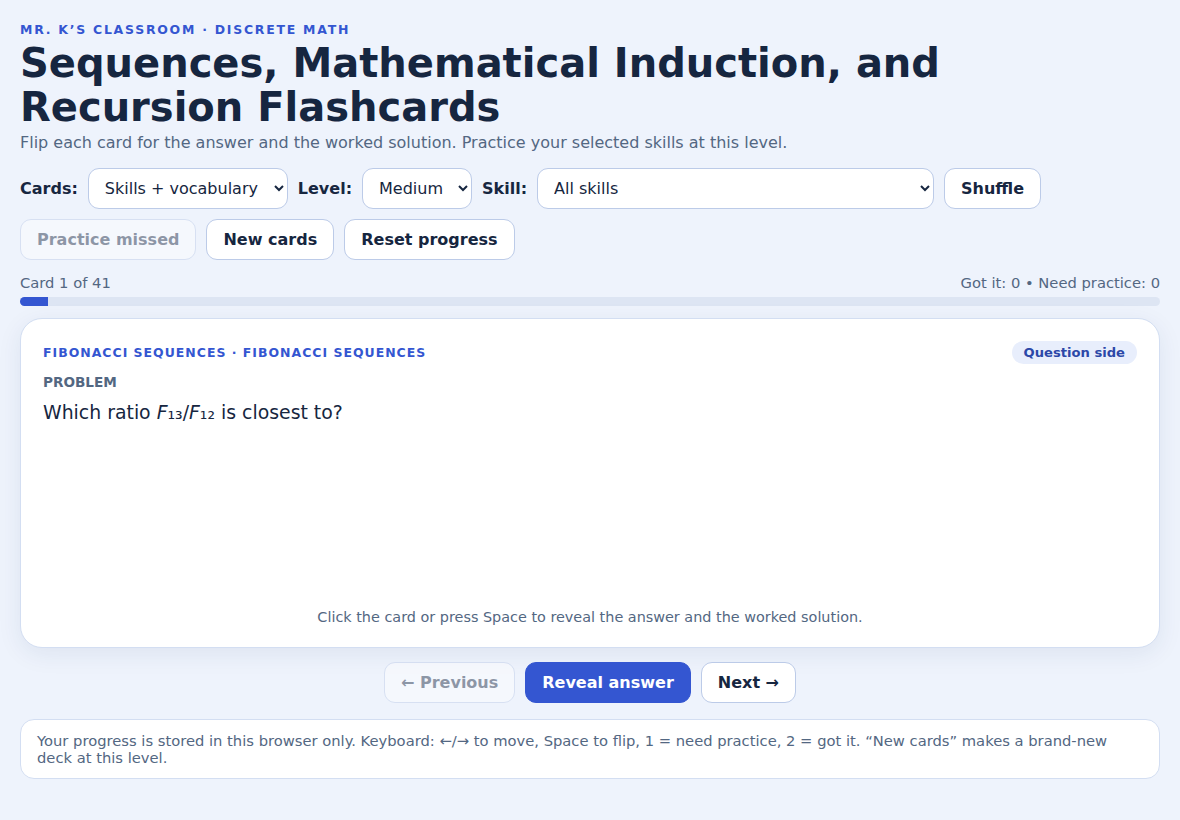 MR. K’S CLASSROOM · DISCRETE MATH
Sequences, Mathematical Induction, and
Recursion Flashcards
Flip each card for the answer and the worked solution. Practice your selected skills at this level.
Cards: Skills + vocabulary Level: Medium Skill: All skills Shuffle
Practice missed New cards Reset progress
Card 1 of 41 Got it: 0 • Need practice: 0
FIBONACCI SEQUENCES · FIBONACCI SEQUENCES Question side
PROBLEM
Which ratio F₁₃/F₁₂ is closest to?
Click the card or press Space to reveal the answer and the worked solution.
← Previous Reveal answer Next →
Your progress is stored in this browser only. Keyboard: ←/→ to move, Space to flip, 1 = need practice, 2 = got it. “New cards” makes a brand-new
deck at this level.